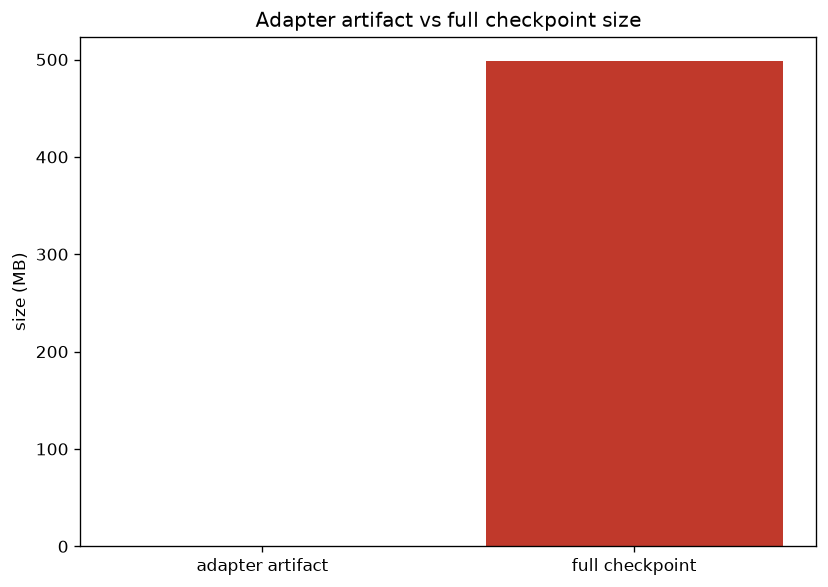 Adapter artifact vs full checkpoint size
500
400
300
200
100
0
size (MB)
adapter artifact
full checkpoint